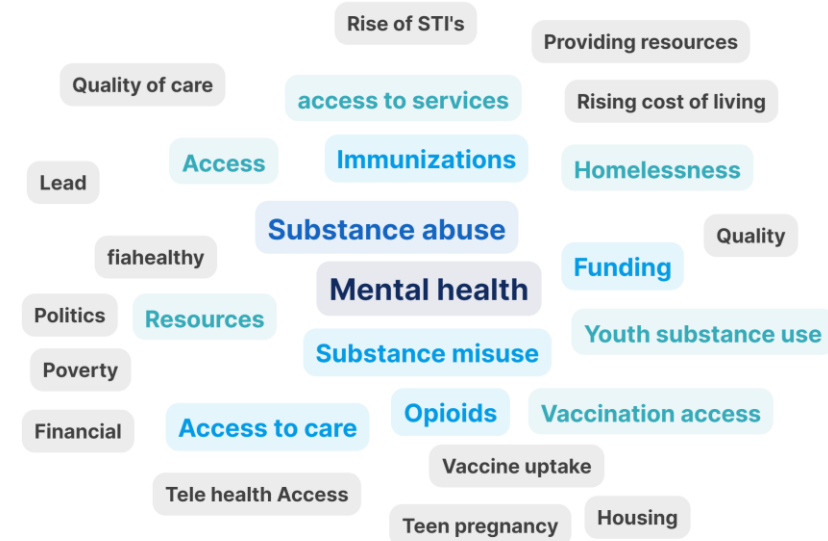 Rise of STI's
Providing resources
Quality of care
access to services
Rising cost of living
Access
Immunizations
Homelessness
Lead
Substance abuse
Quality
fiahealthy
Funding
Mental health
Politics
Resources
Youth substance use
Substance misuse
Poverty
Opioids
Vaccination access
Financial
Access to care
Vaccine uptake
Tele health Access
Teen pregnancy
Housing